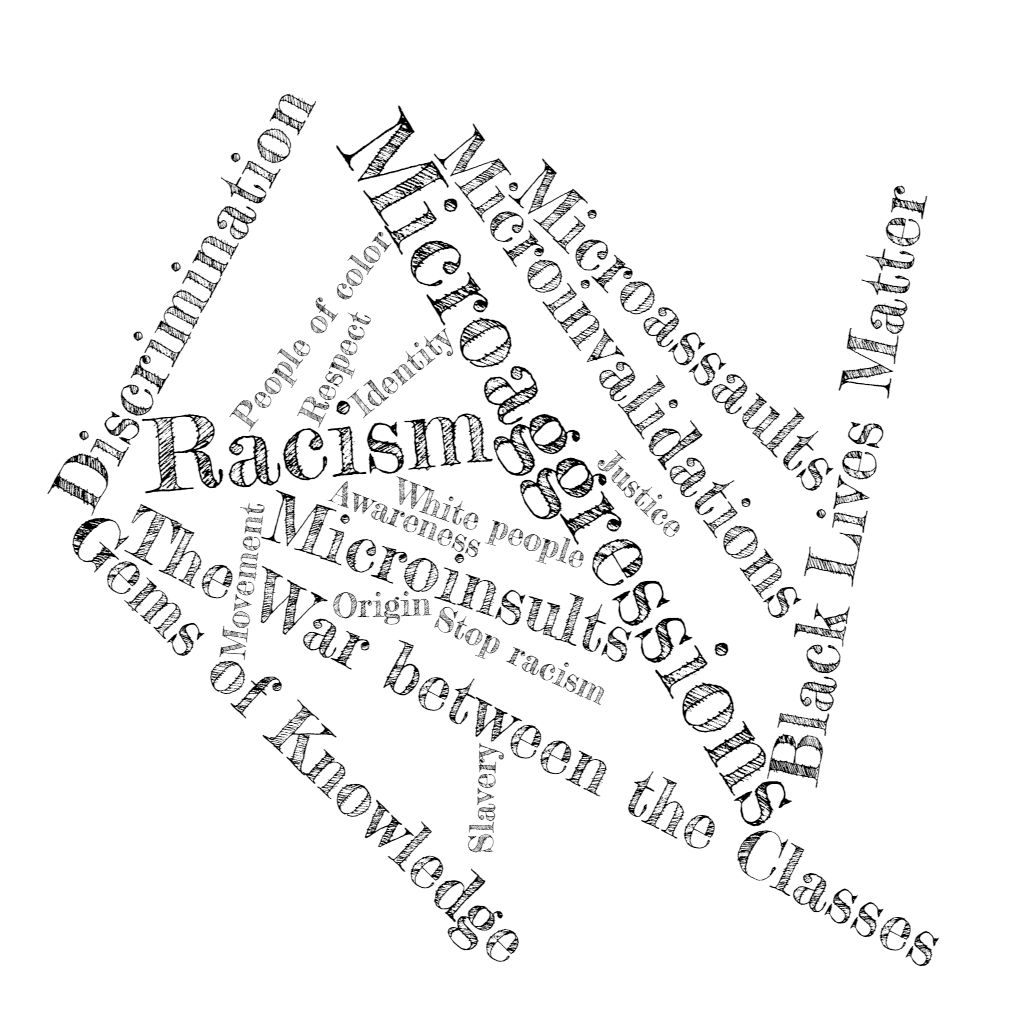 Discrimination
Microaggressions
Microinvalidations
Microassaults
Black Lives Matter
People of color
Respect
Identity
Racism
Justice
White people
Awareness
Microinsults
Movement
Origin
Stop racism
The War between the Classes
Gems of Knowledge
Slavery